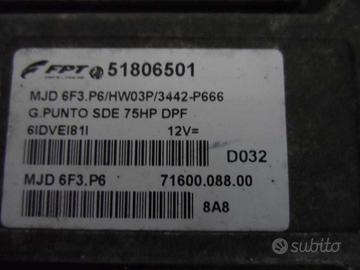 FPT 51806501
MJD 6F3.P6/HW03P/3442-P666
G.PUNTO SDE 75HP DPF
6IDVEI81I 12V=
D032
MJD 6F3.P6 71600.088.00
8A8
subito